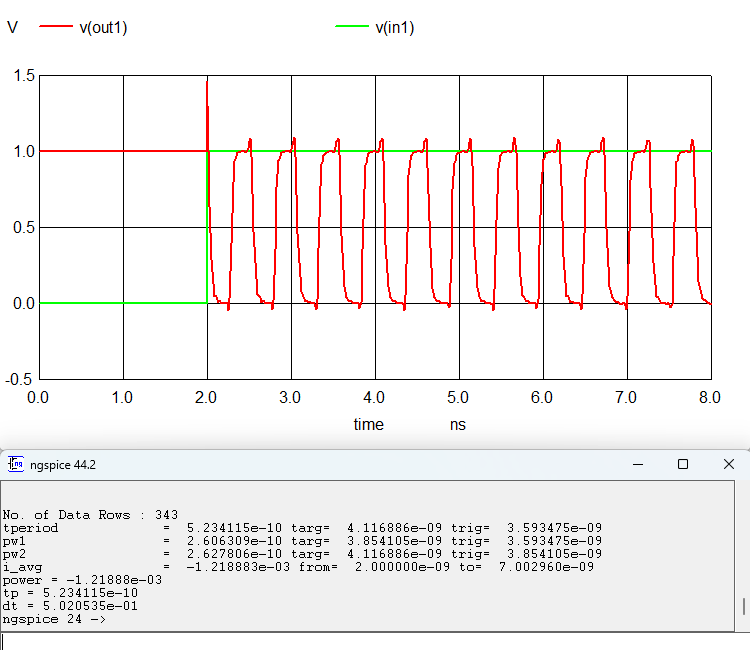 V v(out1) v(in1)
1.5
1.0
0.5
0.0
-0.5
0.0 1.0 2.0 3.0 4.0 5.0 6.0 7.0 8.0
time ns
ngspice 44.2
No. of Data Rows : 343
tperiod = 5.234115e-10 targ= 4.116886e-09 trig= 3.593475e-09
pw1 = 2.606309e-10 targ= 3.854105e-09 trig= 3.593475e-09
pw2 = 2.627806e-10 targ= 4.116886e-09 trig= 3.854105e-09
i_avg = -1.218883e-03 from= 2.000000e-09 to= 7.002960e-09
power = -1.21888e-03
tp = 5.234115e-10
dt = 5.020535e-01
ngspice 24 ->